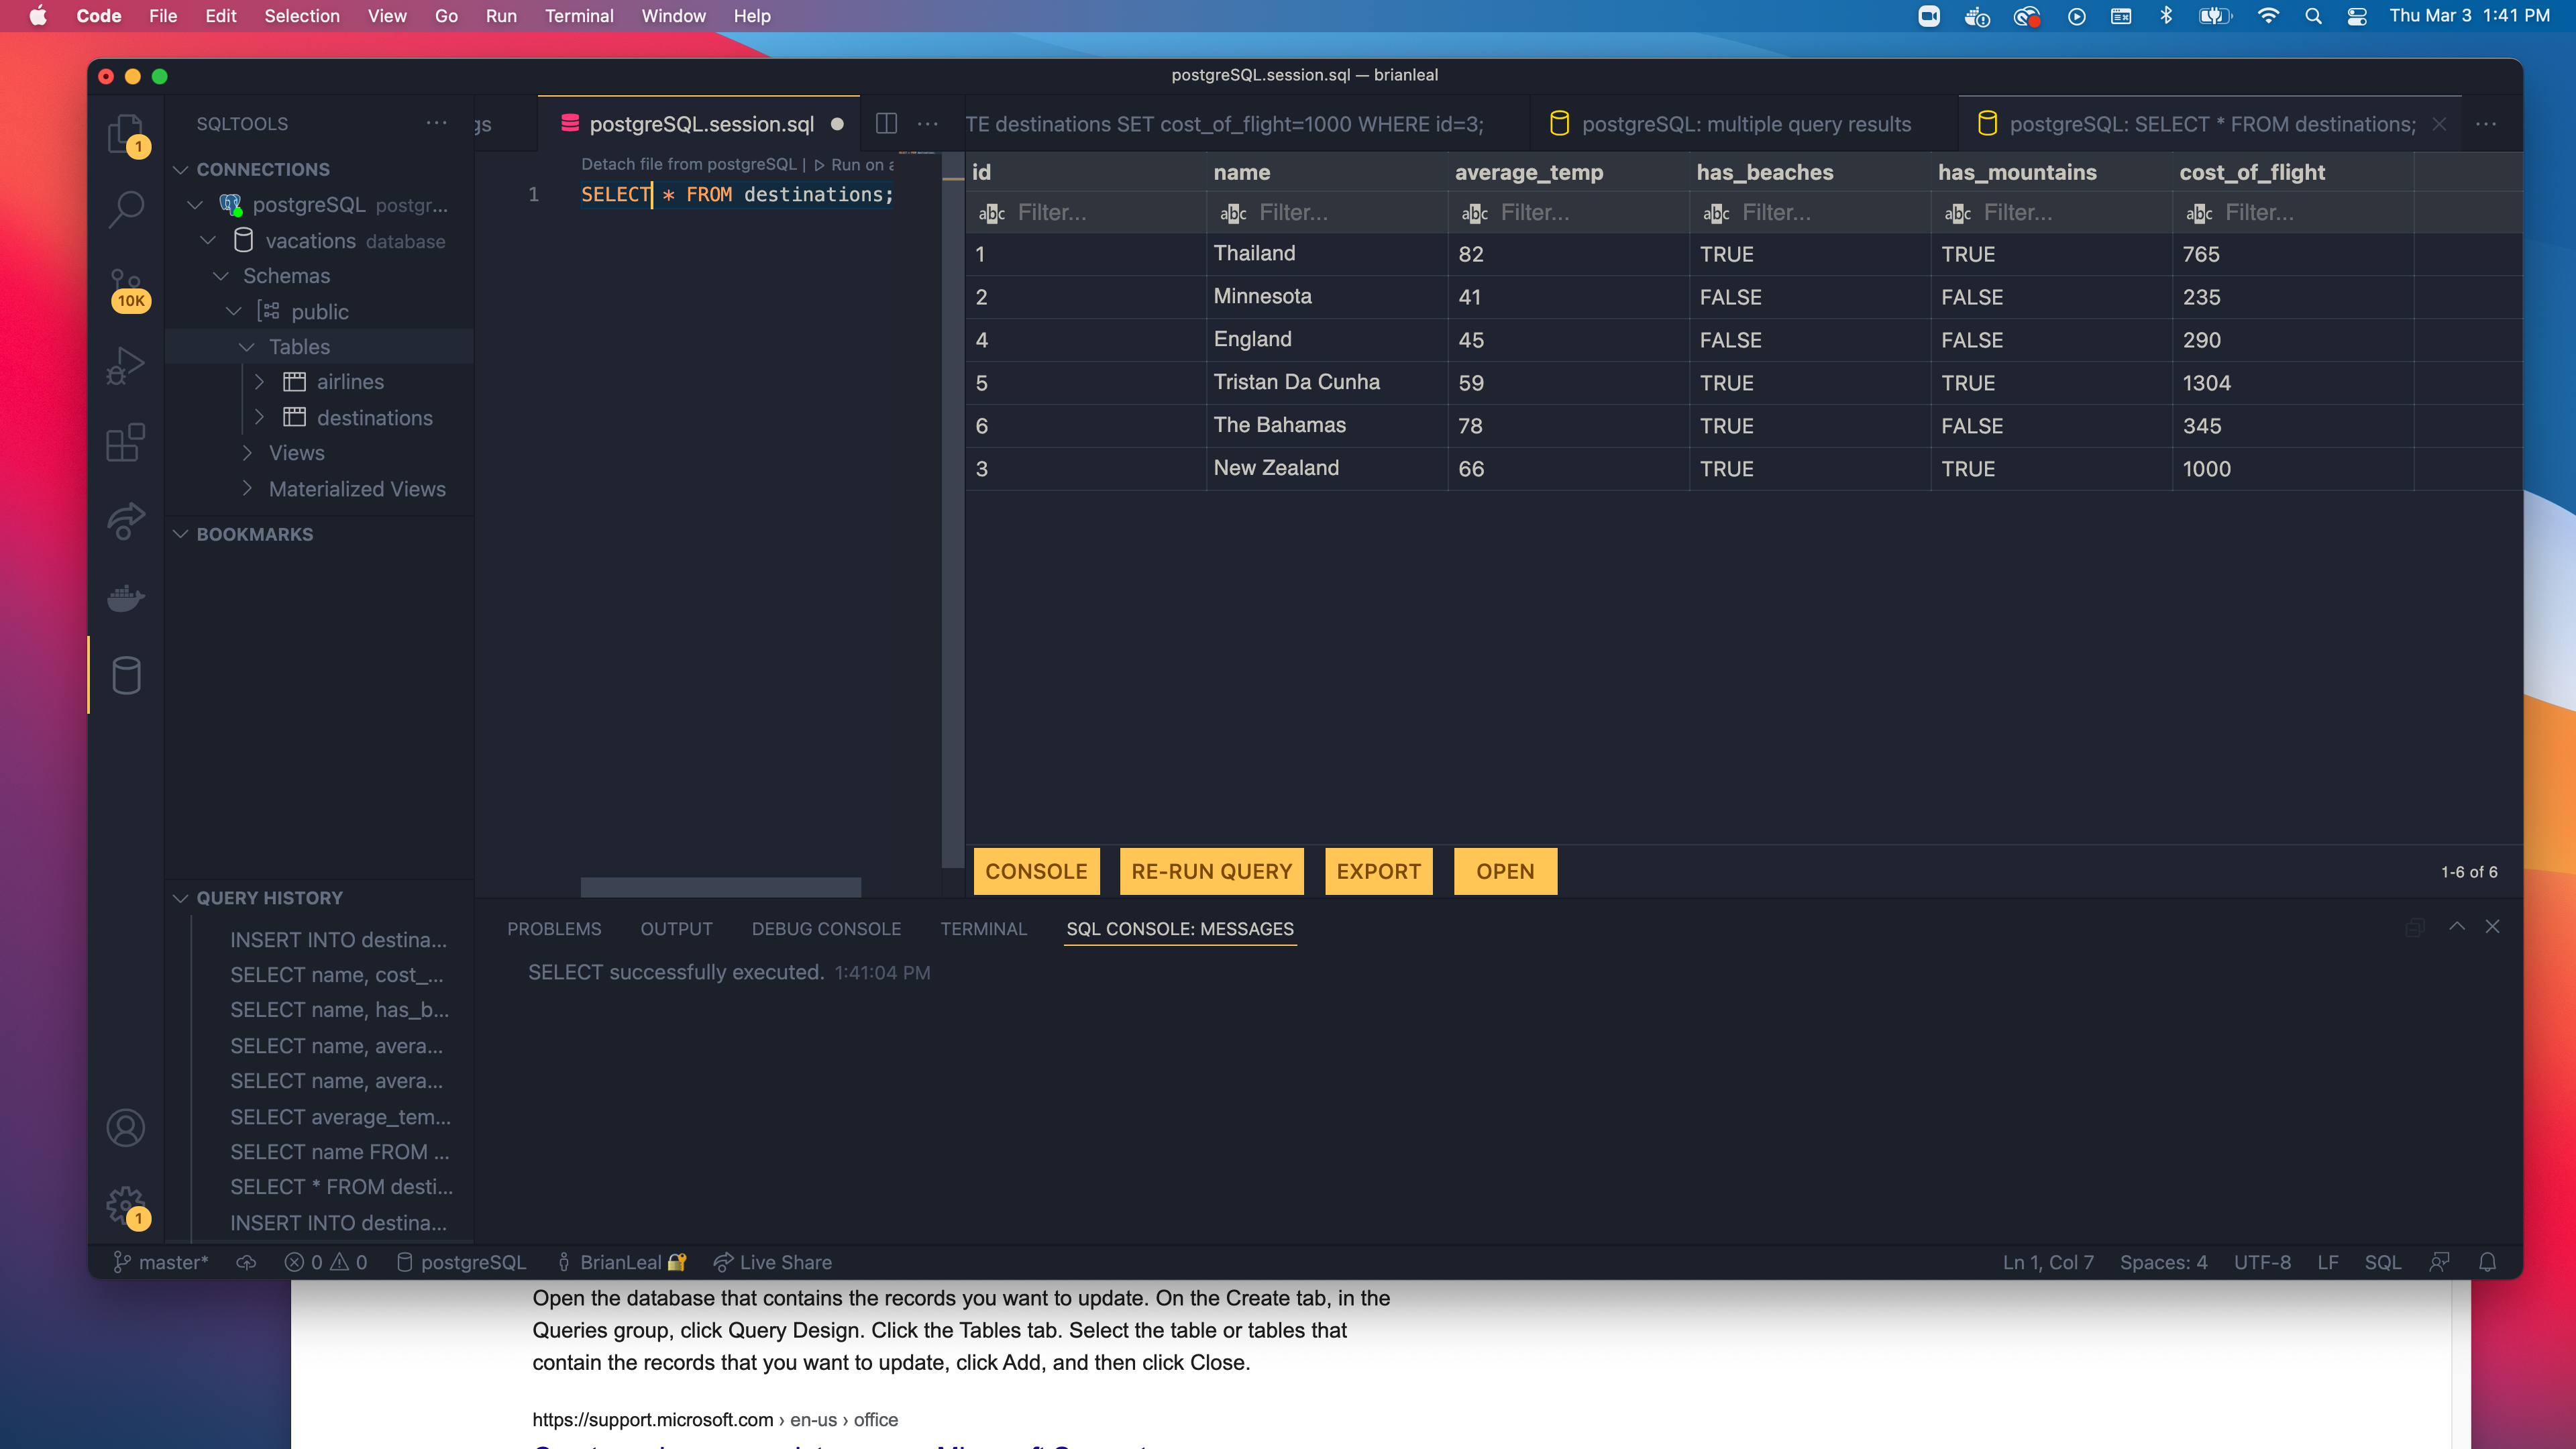 Code File Edit Selection View Go Run Terminal Window Help Thu Mar 3 1:41 PM
postgreSQL.session.sql — brianleal
SQLTOOLS
gs postgreSQL.session.sql TE destinations SET cost_of_flight=1000 WHERE id=3; postgreSQL: multiple query results postgreSQL: SELECT * FROM destinations;
1
10K
1
CONNECTIONS
postgreSQL postgr...
vacations database
Schemas
public
Tables
airlines
destinations
Views
Materialized Views
BOOKMARKS
QUERY HISTORY
INSERT INTO destina...
SELECT name, cost_...
SELECT name, has_b...
SELECT name, avera...
SELECT name, avera...
SELECT average_tem...
SELECT name FROM ...
SELECT * FROM desti...
INSERT INTO destina...
Detach file from postgreSQL | Run on
1 SELECT * FROM destinations;
id name average_temp has_beaches has_mountains cost_of_flight
abc Filter... abc Filter... abc Filter... abc Filter... abc Filter... abc Filter...
1 Thailand 82 TRUE TRUE 765
2 Minnesota 41 FALSE FALSE 235
4 England 45 FALSE FALSE 290
5 Tristan Da Cunha 59 TRUE TRUE 1304
6 The Bahamas 78 TRUE FALSE 345
3 New Zealand 66 TRUE TRUE 1000
CONSOLE RE-RUN QUERY EXPORT OPEN 1-6 of 6
PROBLEMS OUTPUT DEBUG CONSOLE TERMINAL SQL CONSOLE: MESSAGES
SELECT successfully executed. 1:41:04 PM
master* 0 0 postgreSQL BrianLeal Live Share Ln 1, Col 7 Spaces: 4 UTF-8 LF SQL
Open the database that contains the records you want to update. On the Create tab, in the
Queries group, click Query Design. Click the Tables tab. Select the table or tables that
contain the records that you want to update, click Add, and then click Close.
https://support.microsoft.com › en-us › office